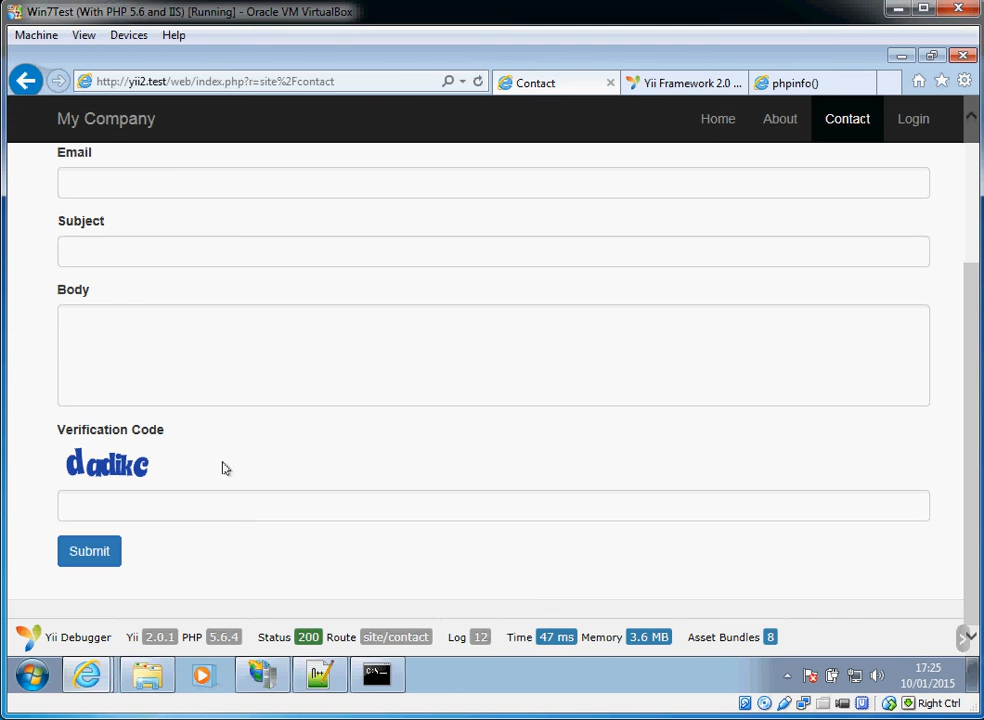 Win7Test (With PHP 5.6 and IIS) [Running] - Oracle VM VirtualBox
Machine View Devices Help
http://yii2.test/web/index.php?r=site%2Fcontact
Contact
Yii Framework 2.0 ...
phpinfo()
My Company Home About Contact Login
Email
Subject
Body
Verification Code
dadikc
Submit
Yii Debugger Yii 2.0.1 PHP 5.6.4 Status 200 Route site/contact Log 12 Time 47 ms Memory 3.6 MB Asset Bundles 8
17:25
10/01/2015
Right Ctrl